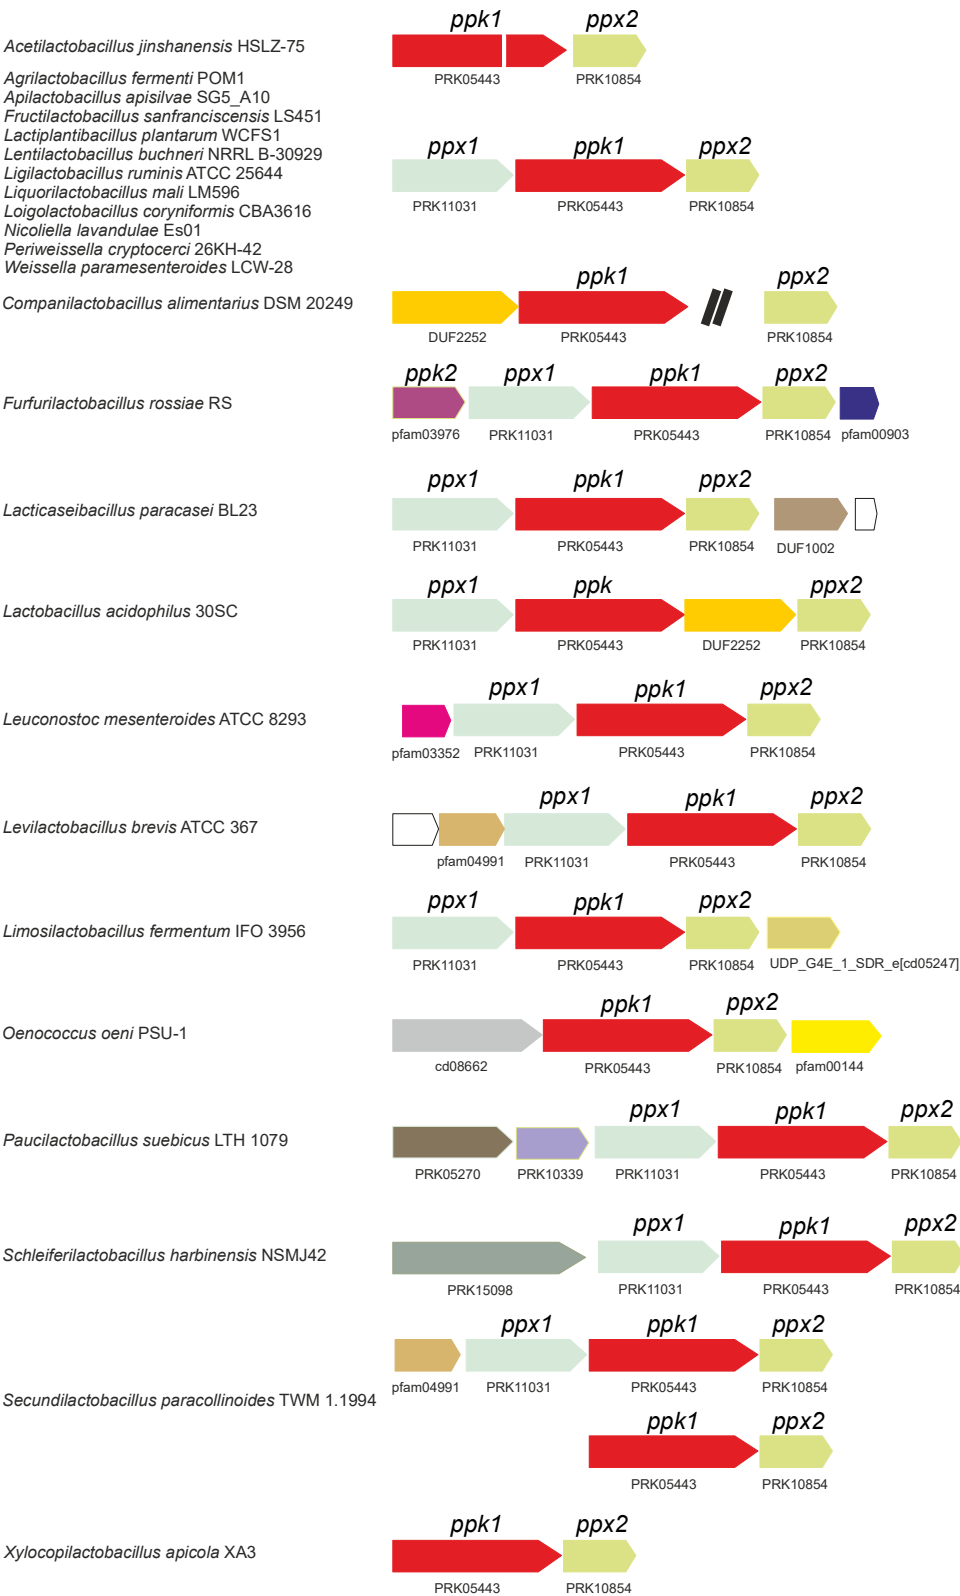 ppk1 ppx2
Acetilactobacillus jinshanensis HSLZ-75
PRK05443 PRK10854
Agrilactobacillus fermenti POM1
Apilactobacillus apisilvae SG5_A10
Fructilactobacillus sanfranciscensis LS451
Lactiplantibacillus plantarum WCFS1
Lentilactobacillus buchneri NRRL B-30929
Ligilactobacillus ruminis ATCC 25644
Liquorilactobacillus mali LM596
Loigolactobacillus coryniformis CBA3616
Nicoliella lavandulae Es01
Periweissella cryptocerci 26KH-42
Weissella paramesenteroides LCW-28
ppx1 ppk1 ppx2
PRK11031 PRK05443 PRK10854
ppk1 ppx2
Companilactobacillus alimentarius DSM 20249
DUF2252 PRK05443 PRK10854
ppk2 ppx1 ppk1 ppx2
Furfurilactobacillus rossiae RS
pfam03976 PRK11031 PRK05443 PRK10854 pfam00903
ppx1 ppk1 ppx2
Lacticaseibacillus paracasei BL23
PRK11031 PRK05443 PRK10854 DUF1002
ppx1 ppk ppx2
Lactobacillus acidophilus 30SC
PRK11031 PRK05443 DUF2252 PRK10854
ppx1 ppk1 ppx2
Leuconostoc mesenteroides ATCC 8293
pfam03352 PRK11031 PRK05443 PRK10854
ppx1 ppk1 ppx2
Levilactobacillus brevis ATCC 367
pfam04991 PRK11031 PRK05443 PRK10854
ppx1 ppk1 ppx2
Limosilactobacillus fermentum IFO 3956
PRK11031 PRK05443 PRK10854 UDP_G4E_1_SDR_e[cd05247]
ppk1 ppx2
Oenococcus oeni PSU-1
cd08662 PRK05443 PRK10854 pfam00144
ppx1 ppk1 ppx2
Paucilactobacillus suebicus LTH 1079
PRK05270 PRK10339 PRK11031 PRK05443 PRK10854
ppx1 ppk1 ppx2
Schleiferilactobacillus harbinensis NSMJ42
PRK15098 PRK11031 PRK05443 PRK10854
ppx1 ppk1 ppx2
pfam04991 PRK11031 PRK05443 PRK10854
Secundilactobacillus paracollinoides TWM 1.1994
ppk1 ppx2
PRK05443 PRK10854
ppk1 ppx2
Xylocopilactobacillus apicola XA3
PRK05443 PRK10854